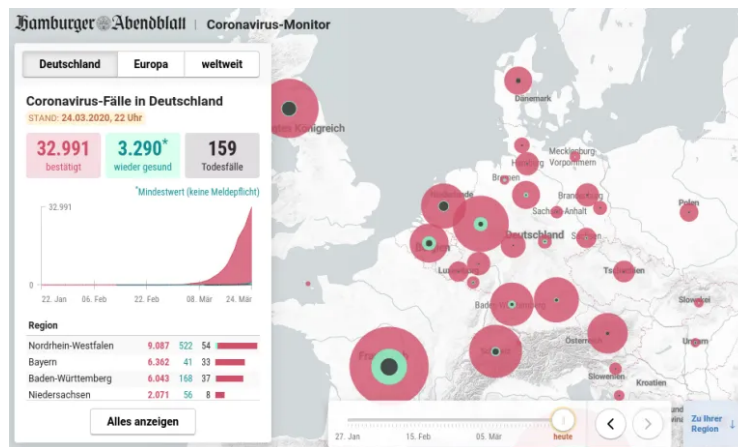 Hamburger Abendblatt | Coronavirus-Monitor
Deutschland Europa weltweit
Coronavirus-Fälle in Deutschland
STAND: 24.03.2020, 22 Uhr
32.991 3.290* 159
bestätigt wieder gesund Todesfälle
*Mindestwert (keine Meldepflicht)
32.991
0
22. Jan 06. Feb 22. Feb 08. Mär 24. Mär
Region
Nordrhein-Westfalen 9.087 522 54
Bayern 6.362 41 33
Baden-Württemberg 6.043 168 37
Niedersachsen 2.071 56 8
Alles anzeigen
Königreich
Dänemark
Mecklenburg-
Vorpommern
Hamburg
Bremen
Niederlande
Brandenburg
Sachsen-Anhalt
Polen
Deutschland
Sachsen
Belgien
Luxemburg
Tschechien
Baden-Württemberg
Slowakei
Frankreich
Schweiz
Österreich
Ungarn
Slowenien
Kroatien
27. Jan 15. Feb 05. Mär heute
Zu Ihrer
Region